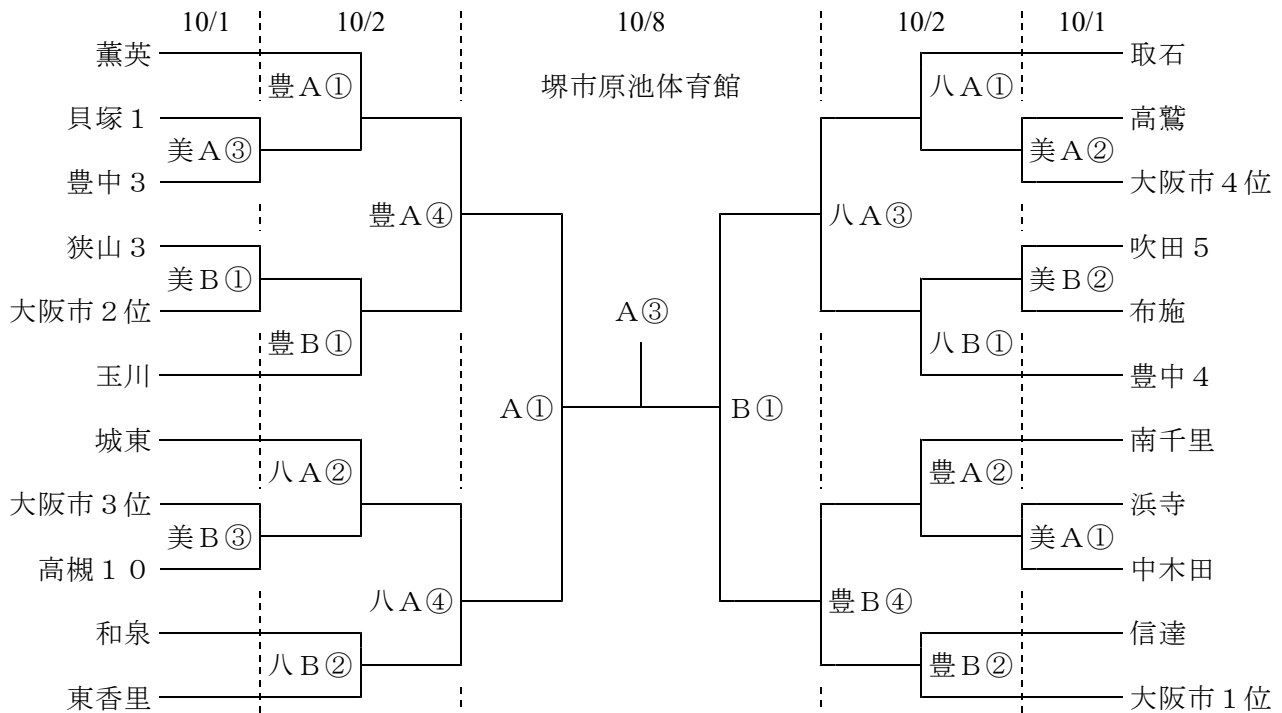 10/1 10/2 10/8 10/2 10/1
薫英 取石
豊A① 堺市原池体育館 八A①
貝塚1 高鷲
美A③ 美A②
豊中3 大阪市4位
豊A④ 八A③
狭山3 吹田5
美B① 美B②
大阪市2位 A③ 布施
豊B① 八B①
玉川 豊中4
A① B①
城東 南千里
八A② 豊A②
大阪市3位 浜寺
美B③ 美A①
高槻10 中木田
八A④ 豊B④
和泉 信達
八B② 豊B②
東香里 大阪市1位